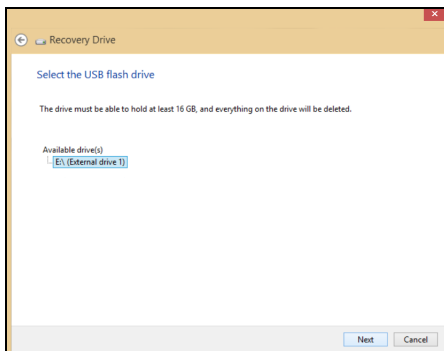 Recovery Drive
Select the USB flash drive
The drive must be able to hold at least 16 GB, and everything on the drive will be deleted.
Available drive(s)
E:\ (External drive 1)
Next Cancel